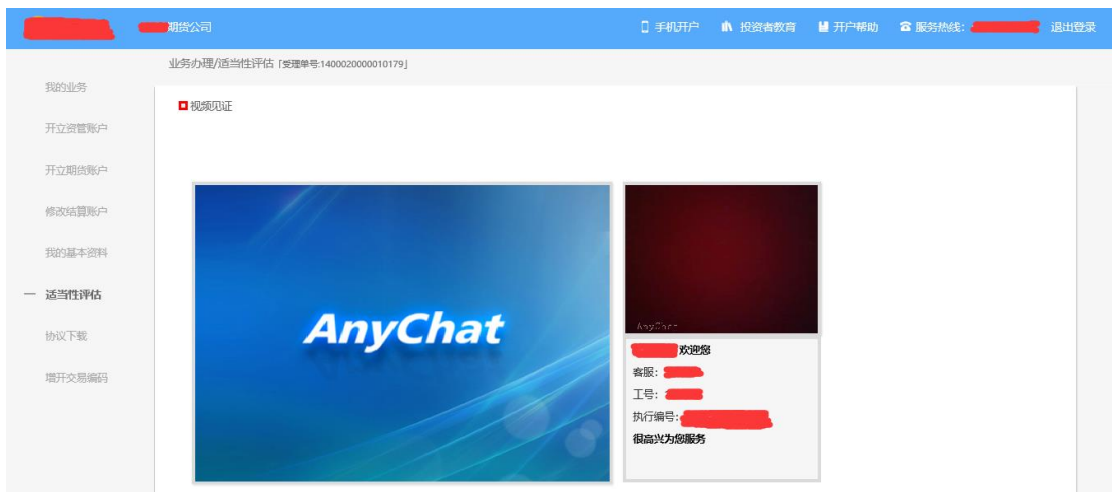 期货公司
手机开户
投资者教育
开户帮助
服务热线:
退出登录
业务办理/适当性评估「受理单号:1400020000010179」
我的业务
开立资管账户
开立期货账户
修改结算账户
我的基本资料
适当性评估
协议下载
增开交易编码
视频见证
AnyChat
AnyChat
欢迎您
客服:
工号:
执行编号:
很高兴为您服务